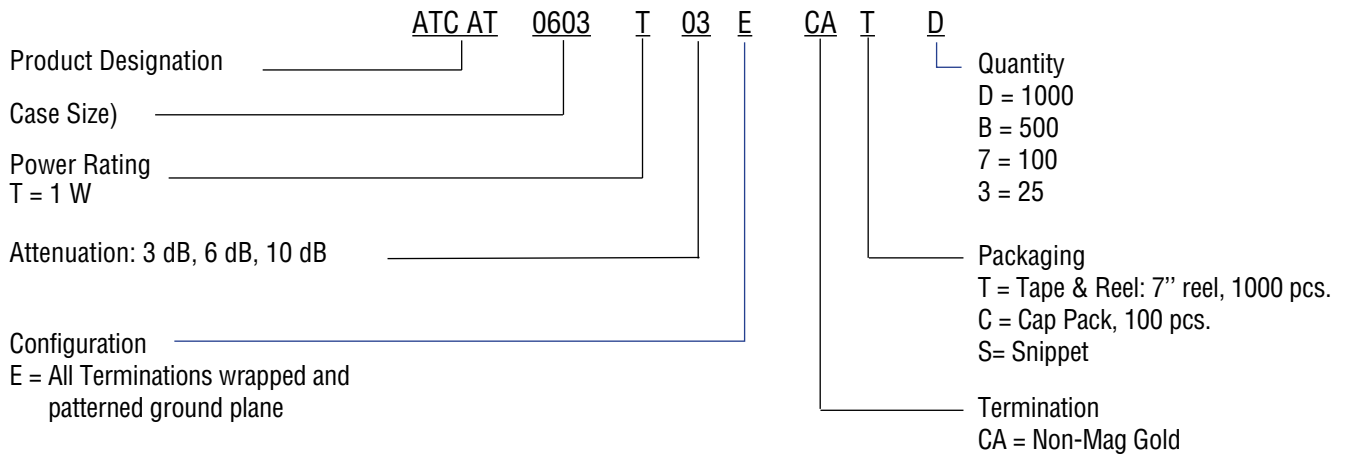 ATC AT 0603 T 03 E CA T D
Product Designation
Case Size)
Power Rating
T = 1 W
Attenuation: 3 dB, 6 dB, 10 dB
Configuration
E = All Terminations wrapped and
patterned ground plane
Quantity
D = 1000
B = 500
7 = 100
3 = 25
Packaging
T = Tape & Reel: 7’’ reel, 1000 pcs.
C = Cap Pack, 100 pcs.
S= Snippet
Termination
CA = Non-Mag Gold